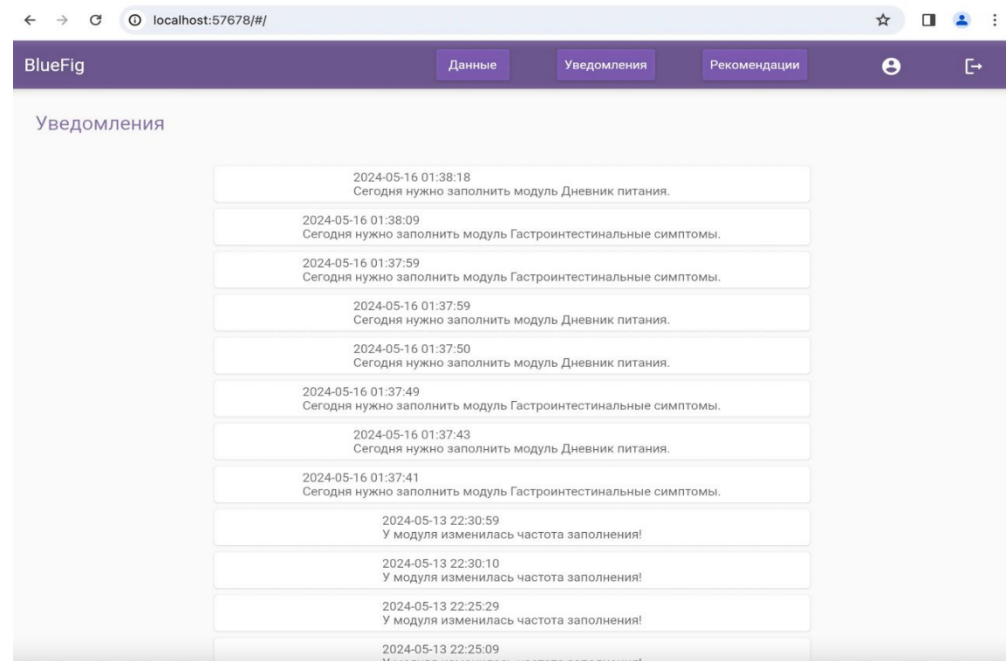 localhost:57678/#/
BlueFig
Данные
Уведомления
Рекомендации
Уведомления
2024-05-16 01:38:18
Сегодня нужно заполнить модуль Дневник питания.
2024-05-16 01:38:09
Сегодня нужно заполнить модуль Гастроинтестинальные симптомы.
2024-05-16 01:37:59
Сегодня нужно заполнить модуль Гастроинтестинальные симптомы.
2024-05-16 01:37:59
Сегодня нужно заполнить модуль Дневник питания.
2024-05-16 01:37:50
Сегодня нужно заполнить модуль Дневник питания.
2024-05-16 01:37:49
Сегодня нужно заполнить модуль Гастроинтестинальные симптомы.
2024-05-16 01:37:43
Сегодня нужно заполнить модуль Дневник питания.
2024-05-16 01:37:41
Сегодня нужно заполнить модуль Гастроинтестинальные симптомы.
2024-05-13 22:30:59
У модуля изменилась частота заполнения!
2024-05-13 22:30:10
У модуля изменилась частота заполнения!
2024-05-13 22:25:29
У модуля изменилась частота заполнения!
2024-05-13 22:25:09